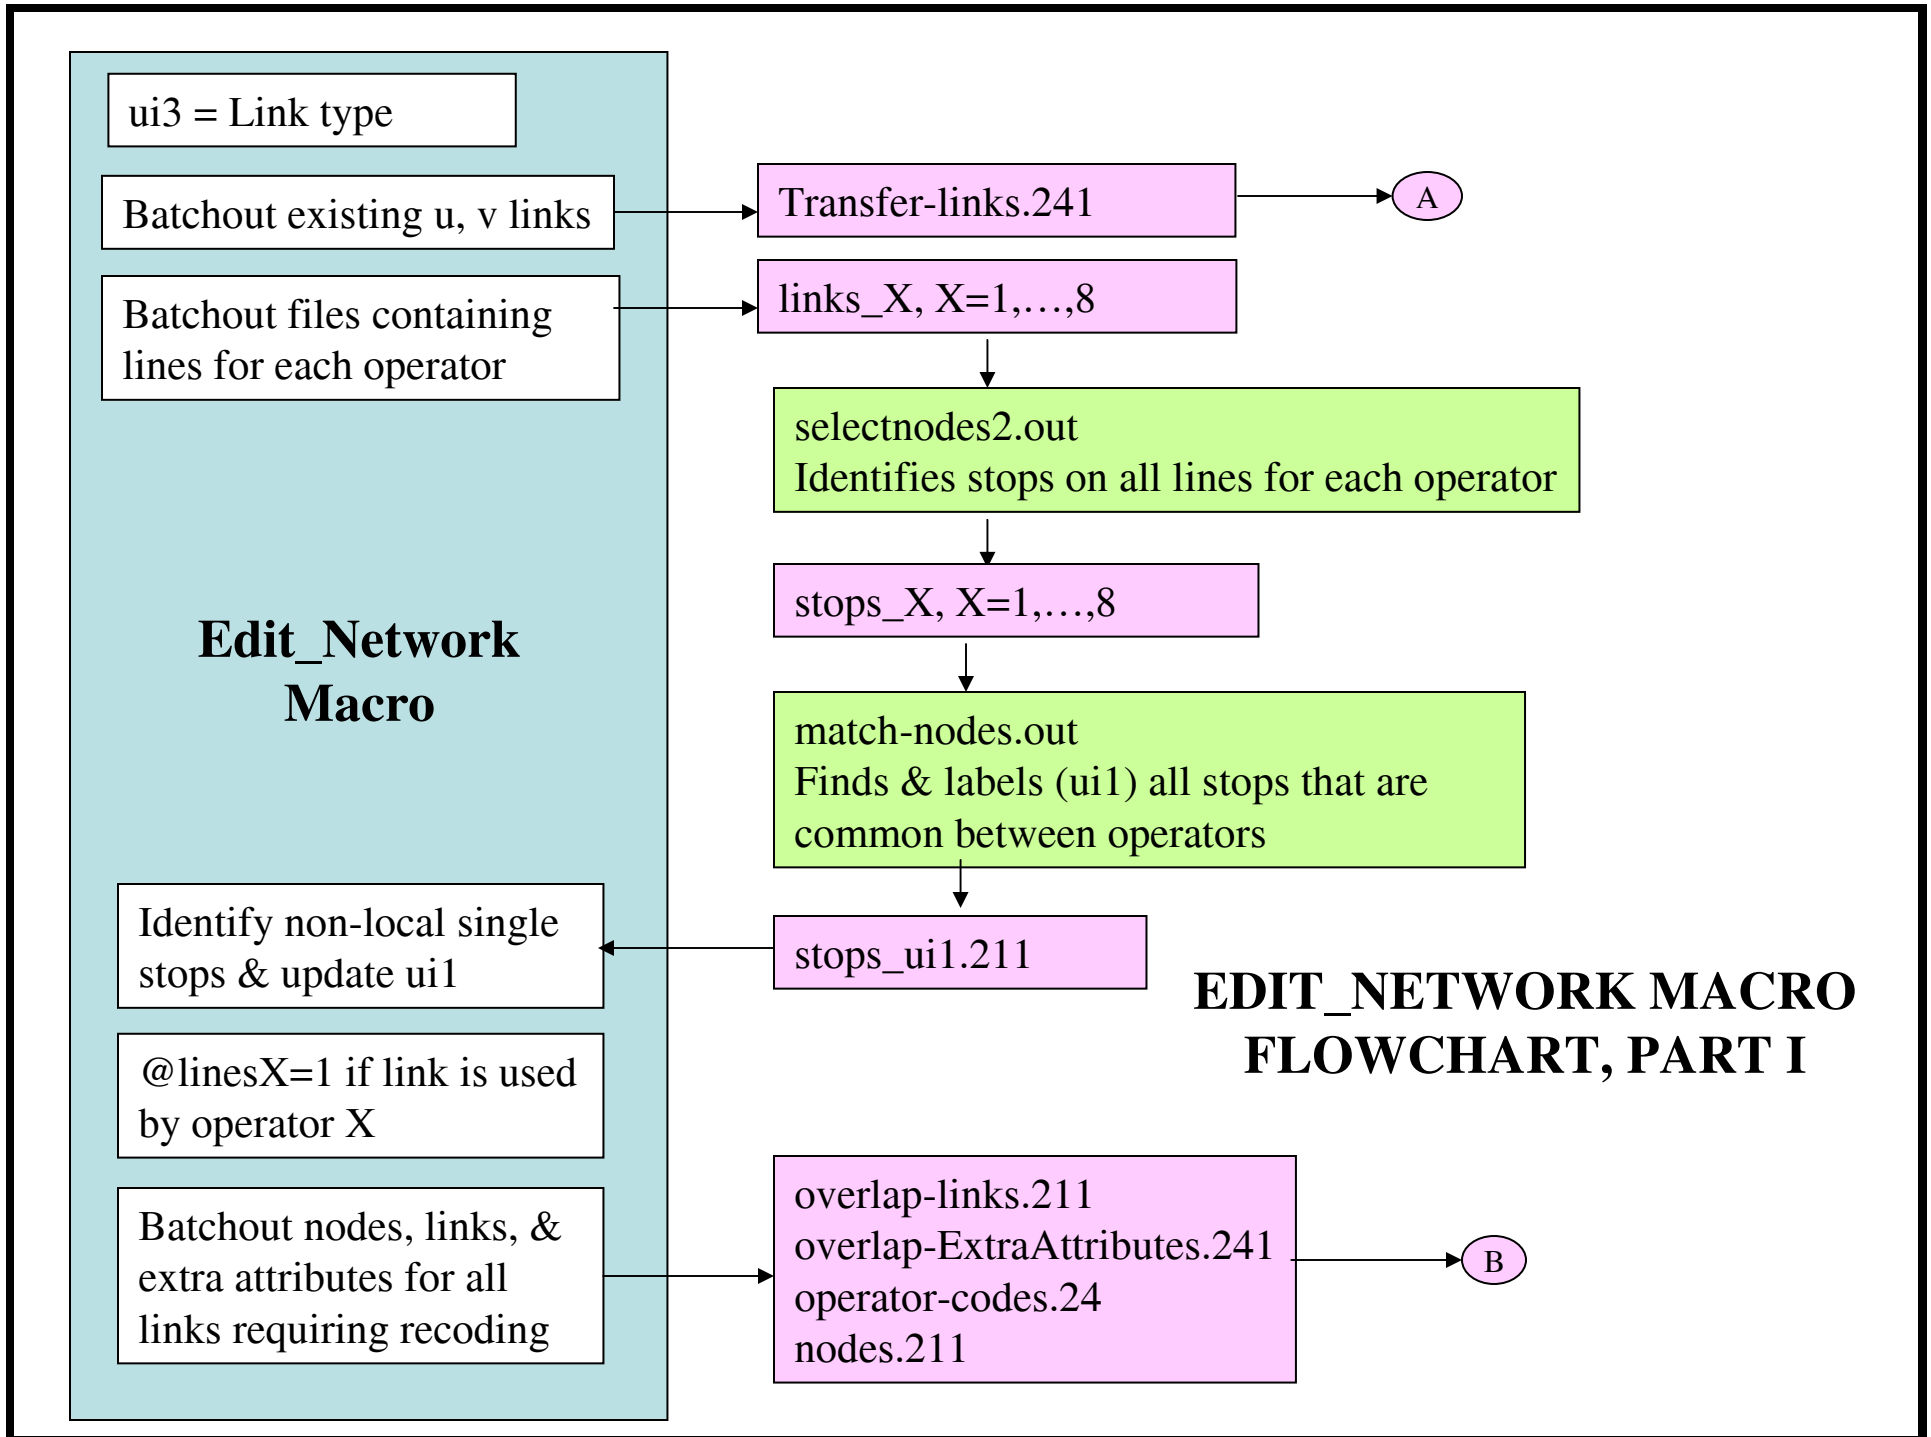 ui3 = Link type
Batchout existing u, v links
Transfer-links.241
A
Batchout files containing
lines for each operator
links_X, X=1,…,8
selectnodes2.out
Identifies stops on all lines for each operator
stops_X, X=1,…,8
Edit_Network
Macro
match-nodes.out
Finds & labels (ui1) all stops that are
common between operators
Identify non-local single
stops & update ui1
stops_ui1.211
EDIT_NETWORK MACRO
FLOWCHART, PART I
@linesX=1 if link is used
by operator X
Batchout nodes, links, &
extra attributes for all
links requiring recoding
overlap-links.211
overlap-ExtraAttributes.241
operator-codes.24
nodes.211
B